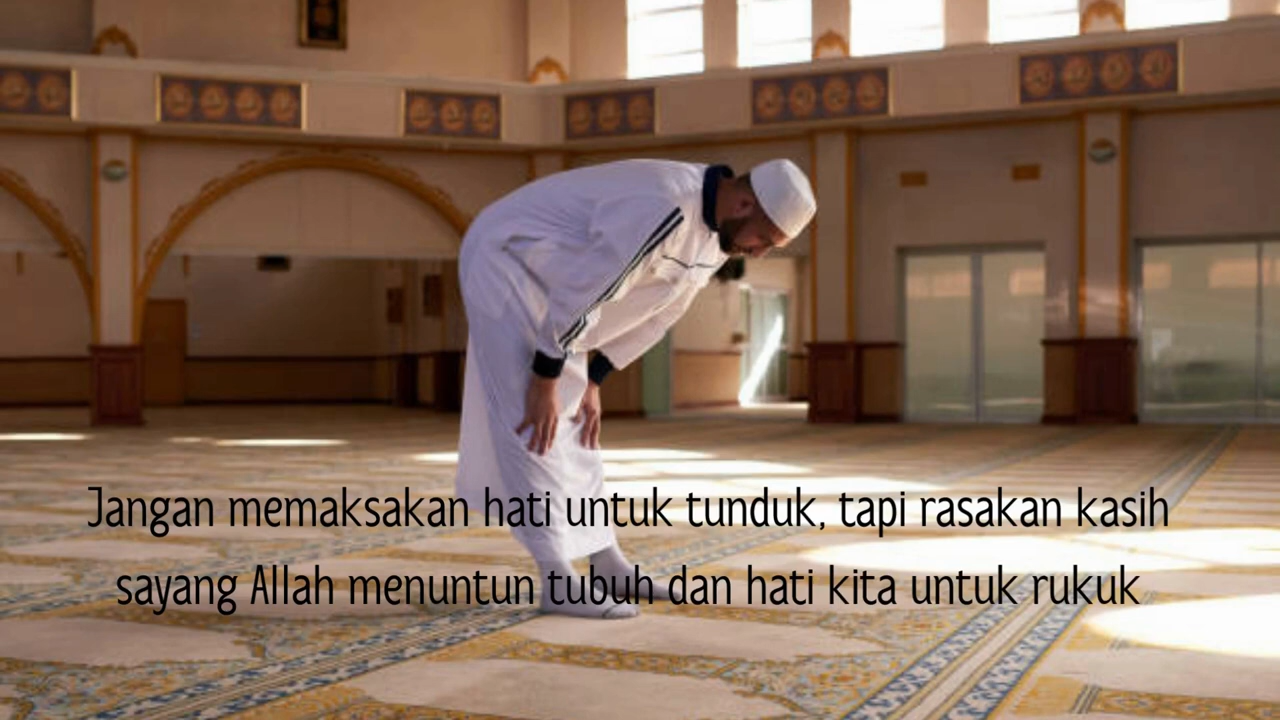 Jangan memaksakan hati untuk tunduk, tapi rasakan kasih
sayang Allah menuntun tubuh dan hati kita untuk rukuk